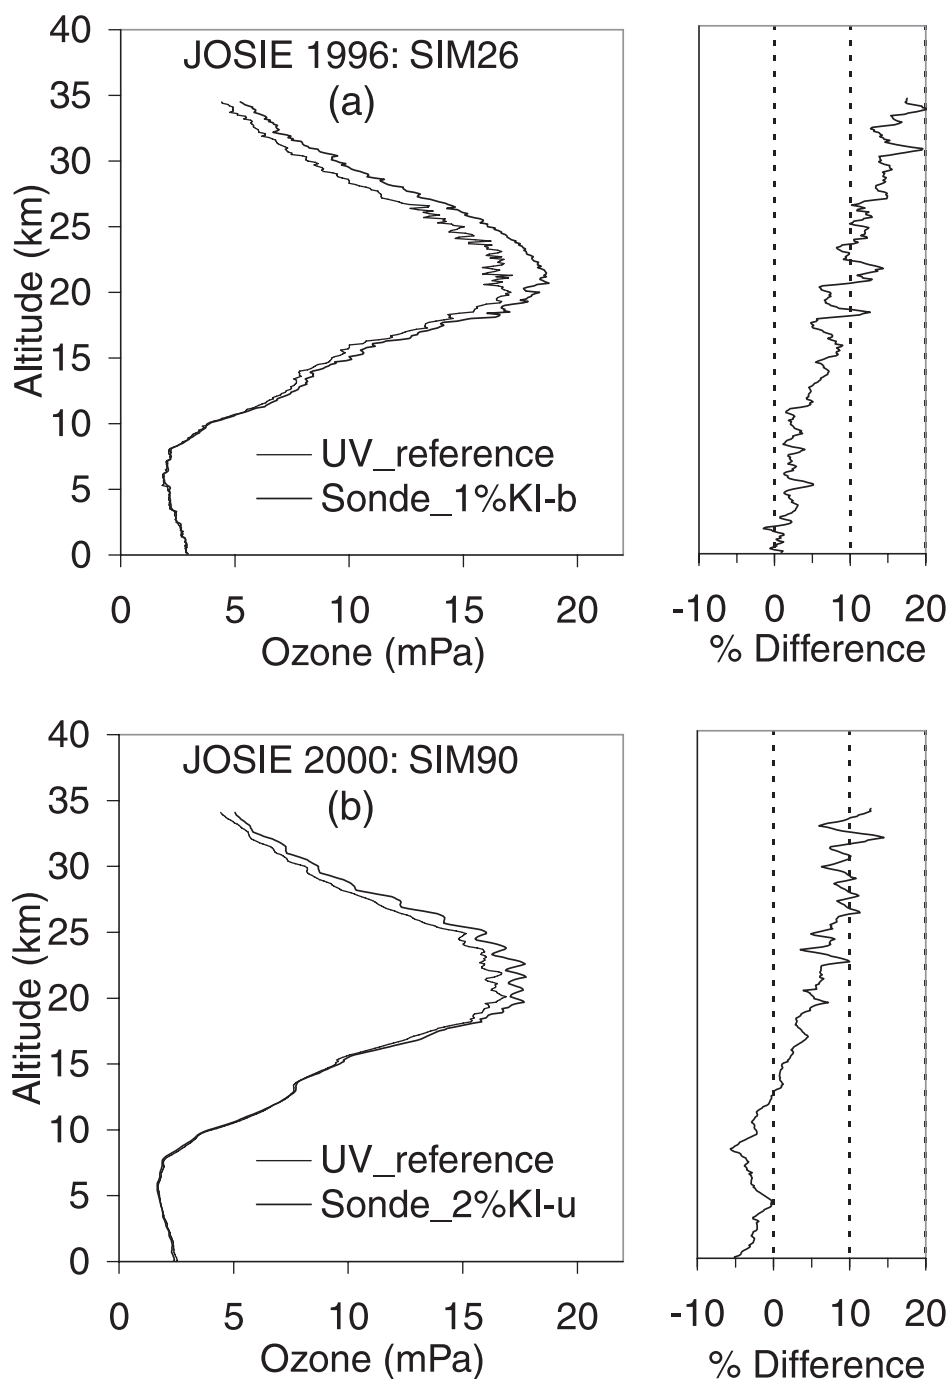 JOSIE 1996: SIM26
(a)
40
35
30
25
20
15
10
5
0
Altitude (km)
UV_reference
Sonde_1%KI-b
0 5 10 15 20
Ozone (mPa)
-10 0 10 20
% Difference
JOSIE 2000: SIM90
(b)
40
35
30
25
20
15
10
5
0
Altitude (km)
UV_reference
Sonde_2%KI-u
0 5 10 15 20
Ozone (mPa)
-10 0 10 20
% Difference